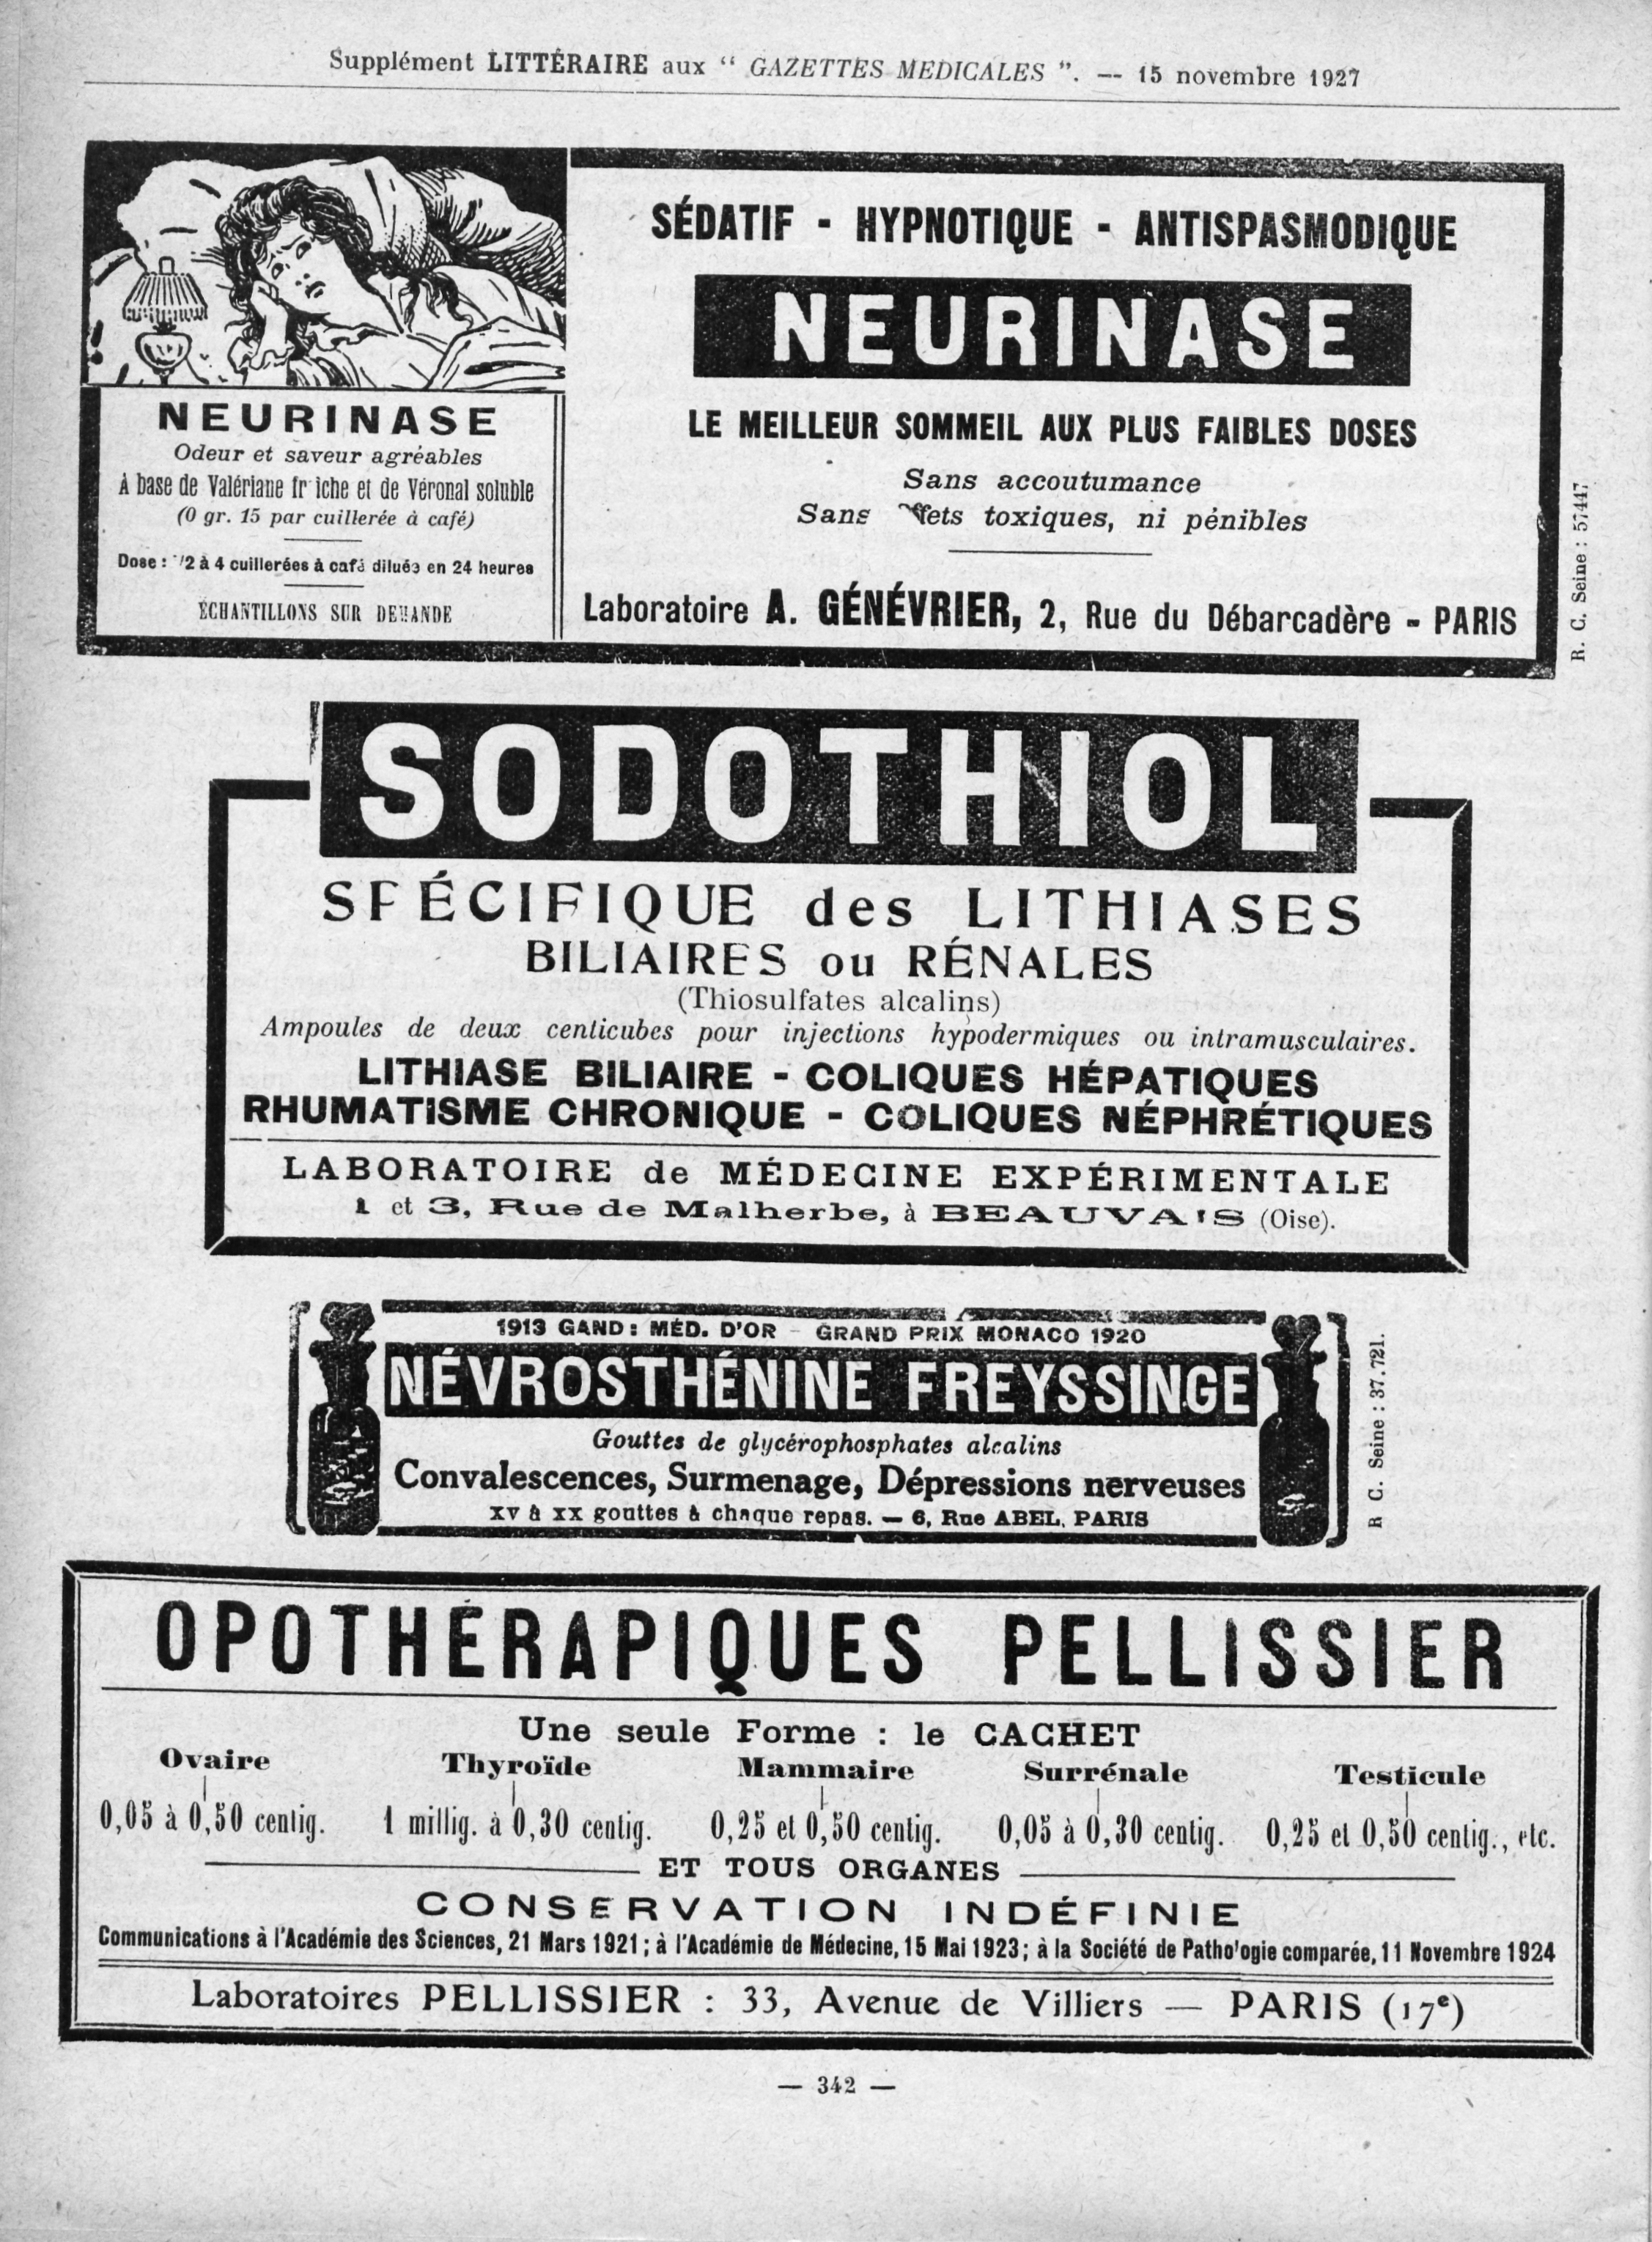 Supplément LITTÉRAIRE aux " GAZETTES MEDICALES ". — 15 novembre 1927
SÉDATIF - HYPNOTIQUE - ANTISPASMODIQUE
NEURINASE
LE MEILLEUR SOMMEIL AUX PLUS FAIBLES DOSES
Sans accoutumance
Sans toxiques, ni pénibles
Laboratoire A. GÉNÉVRIER, 2, Rue du Débarcadère - PARIS
R. C. Seine : 57447
NEURINASE
Odeur et saveur agréables
A base de Valériane et de Véronal soluble
(0 gr. 15 par cuillerée à café)
Dose : 1/2 à 4 cuillerées à café diluée en 24 heures
ÉCHANTILLONS SUR DEMANDE
SODOTHIOL
SPÉCIFIQUE des LITHIASES
BILIAIRES ou RÉNALES
(Thiosulfates alcalins)
Ampoules de deux centicubes pour injections hypodermiques ou intramusculaires.
LITHIASE BILIAIRE - COLIQUES HÉPATIQUES
RHUMATISME CHRONIQUE - COLIQUES NÉPHRÉTIQUES
LABORATOIRE de MÉDECINE EXPÉRIMENTALE
1 et 3, Rue de Malherbe, à BEAUVAIS (Oise).
1913 GAND : MÉD. D'OR - GRAND PRIX MONACO 1920
NÉVROSTHÉNINE FREYSSINGE
Gouttes de glycérophosphates alcalins
Convalescences, Surmenage, Dépressions nerveuses
XV à XX gouttes à chaque repas. — 6, Rue ABEL, PARIS
R C. Seine : 37.721.
OPOTHÉRAPIQUES PELLISSIER
Une seule Forme : le CACHET
Ovaire Thyroïde Mammaire Surrénale Testicule
0,05 à 0,50 centig. 1 millig. à 0,30 centig. 0,25 et 0,50 centig. 0,05 à 0,30 centig. 0,25 et 0,50 centig., etc.
ET TOUS ORGANES
CONSERVATION INDÉFINIE
Communications à l'Académie des Sciences, 21 Mars 1921 ; à l'Académie de Médecine, 15 Mai 1923 ; à la Société de Pathologie comparée, 11 Novembre 1924
Laboratoires PELLISSIER : 33, Avenue de Villiers — PARIS (17e)
— 342 —